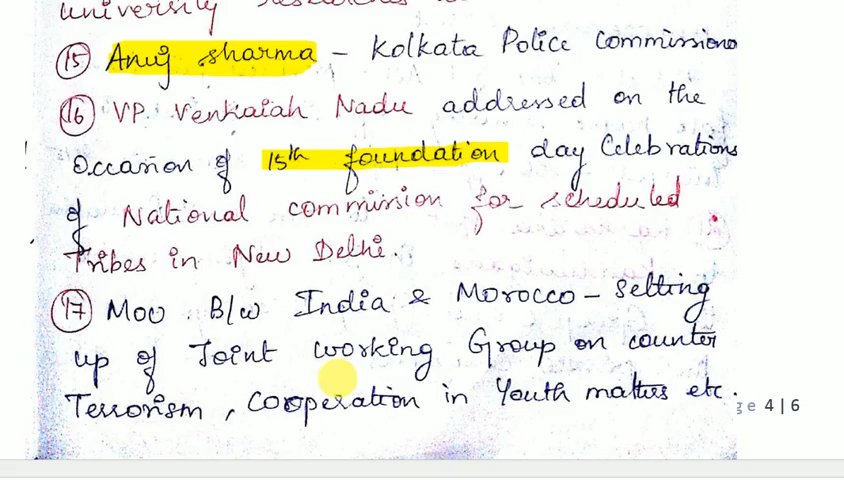 university
(15) Anuj sharma - Kolkata Police Commissione
(16) VP. Venkaiah Nadu addressed on the
Occasion of 15th foundation day Celebrations
of National commission for scheduled
Tribes in New Delhi.
(17) MOU B/W India & Morocco - Setting
up of Joint working Group on counter
Terrorism, Cooperation in Youth matters etc.
ge 4|6